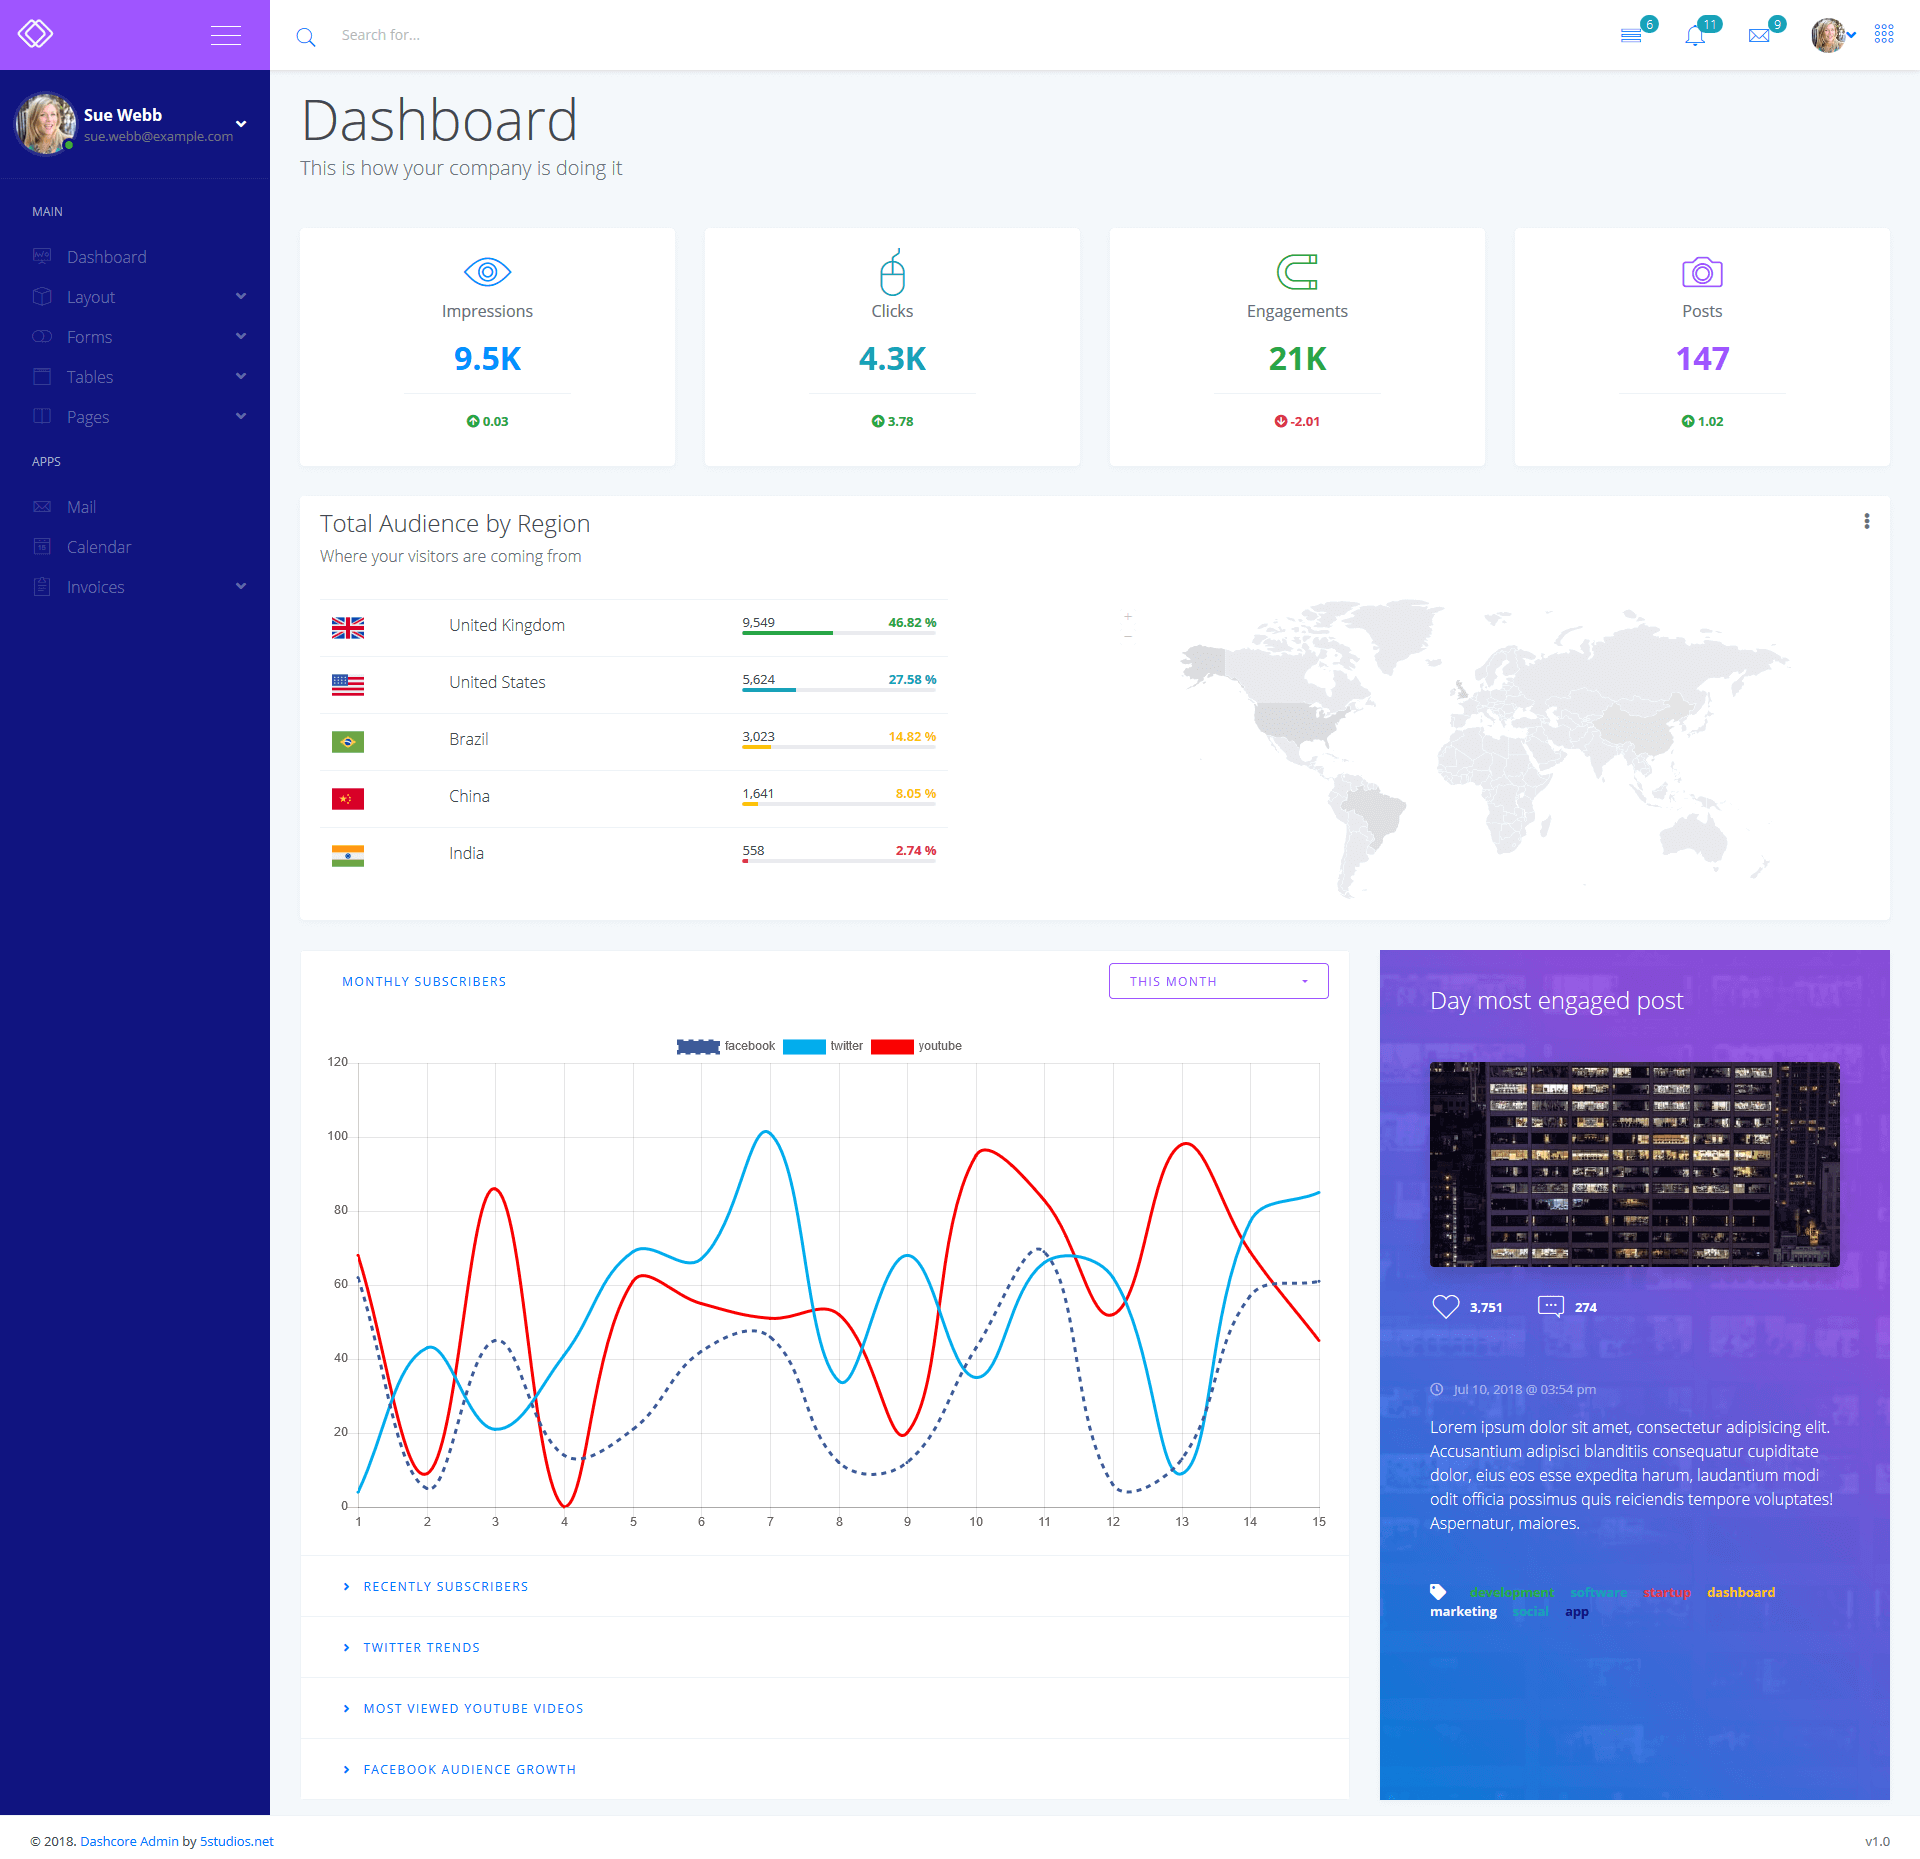 Search for...
6
11
9
Sue Webb
sue.webb@example.com
MAIN
Dashboard
Layout
Forms
Tables
Pages
APPS
Mail
Calendar
Invoices
Dashboard
This is how your company is doing it
Impressions
9.5K
0.03
Clicks
4.3K
3.78
Engagements
21K
-2.01
Posts
147
1.02
Total Audience by Region
Where your visitors are coming from
United Kingdom 9,549 46.82 %
United States 5,624 27.58 %
Brazil 3,023 14.82 %
China 1,641 8.05 %
India 558 2.74 %
+
−
MONTHLY SUBSCRIBERS
THIS MONTH
facebook twitter youtube
120
100
80
60
40
20
0
1 2 3 4 5 6 7 8 9 10 11 12 13 14 15
RECENTLY SUBSCRIBERS
TWITTER TRENDS
MOST VIEWED YOUTUBE VIDEOS
FACEBOOK AUDIENCE GROWTH
Day most engaged post
3,751 274
Jul 10, 2018 @ 03:54 pm
Lorem ipsum dolor sit amet, consectetur adipisicing elit.
Accusantium adipisci blanditiis consequatur cupiditate
dolor, eius eos esse expedita harum, laudantium modi
odit officia possimus quis reiciendis tempore voluptates!
Aspernatur, maiores.
development software startup dashboard
marketing social app
© 2018. Dashcore Admin by 5studios.net
v1.0